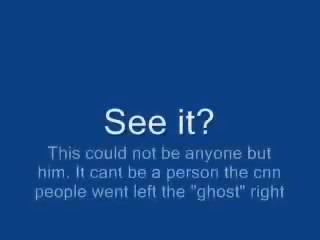 See it?
This could not be anyone but
him. It cant be a person the cnn
people went left the "ghost" right